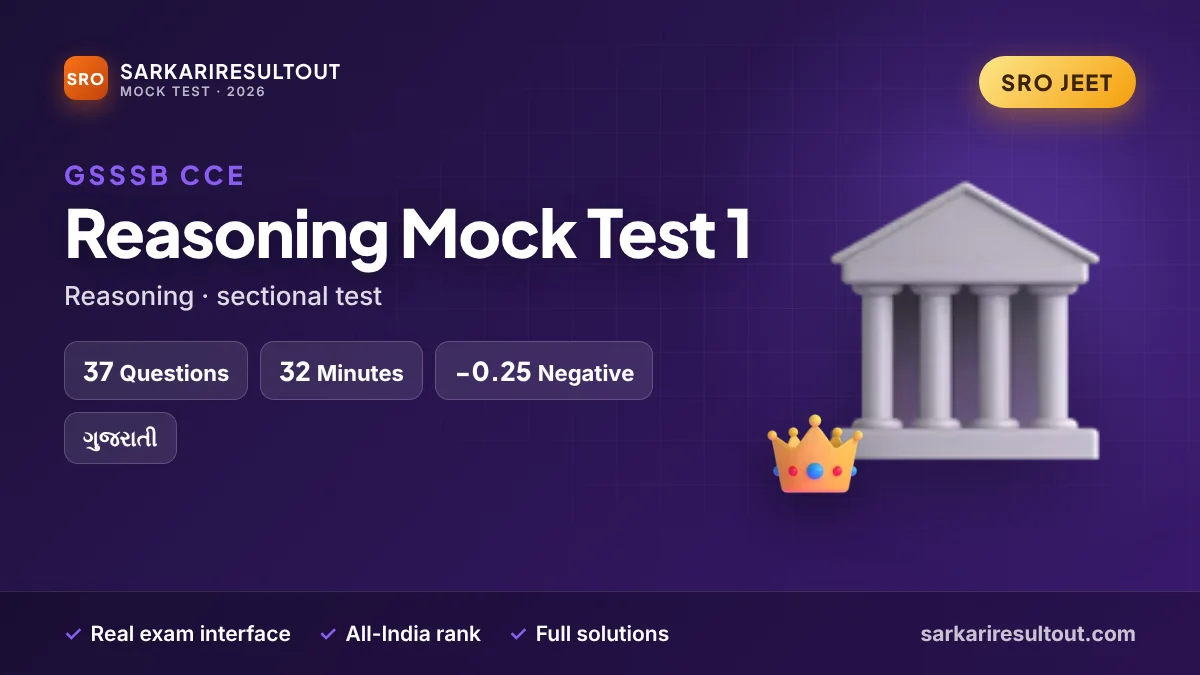 SRO
SARKARIRESULTOUT
MOCK TEST · 2026
SRO JEET
GSSSB CCE
Reasoning Mock Test 1
Reasoning · sectional test
37 Questions
32 Minutes
−0.25 Negative
ગુજરાતી
✓ Real exam interface ✓ All-India rank ✓ Full solutions
sarkariresultout.com